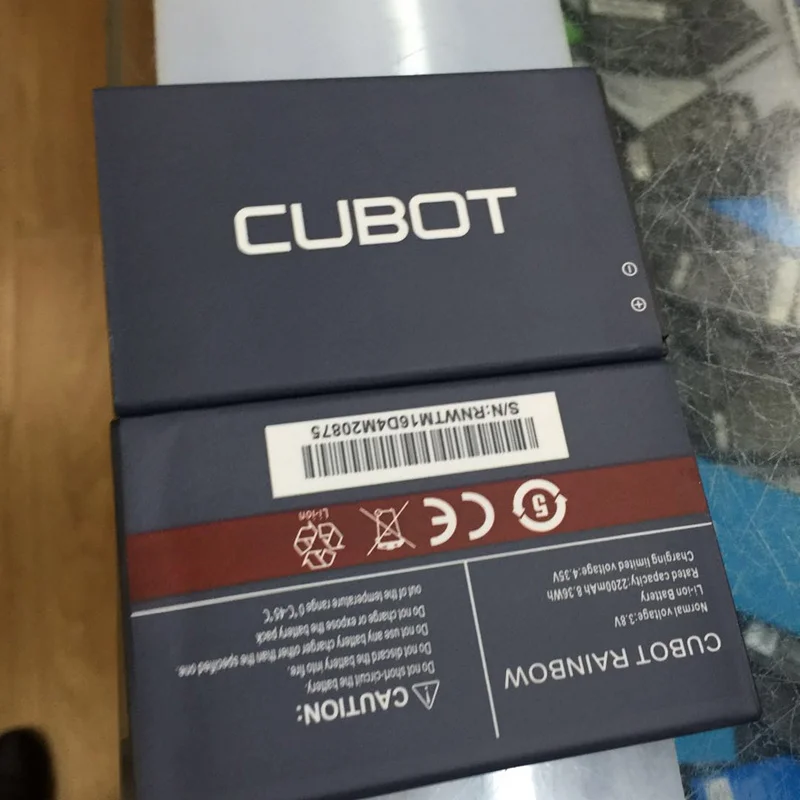 CUBOT
CUBOT RAINBOW
Normal voltage:3.8V
Li-ion Battery
Rated capacity:2200mAh 8.36Wh
Charging limited voltage:4.35V
CAUTION:
Do not short-circuit the battery.
Do not discard the battery into fire.
Do not use any battery charger other than the specified one.
Do not charge or expose the battery pack
out of the temperature range 0℃-45℃
5
CE
Li-ion
S/N:RNWTM16D4M20875